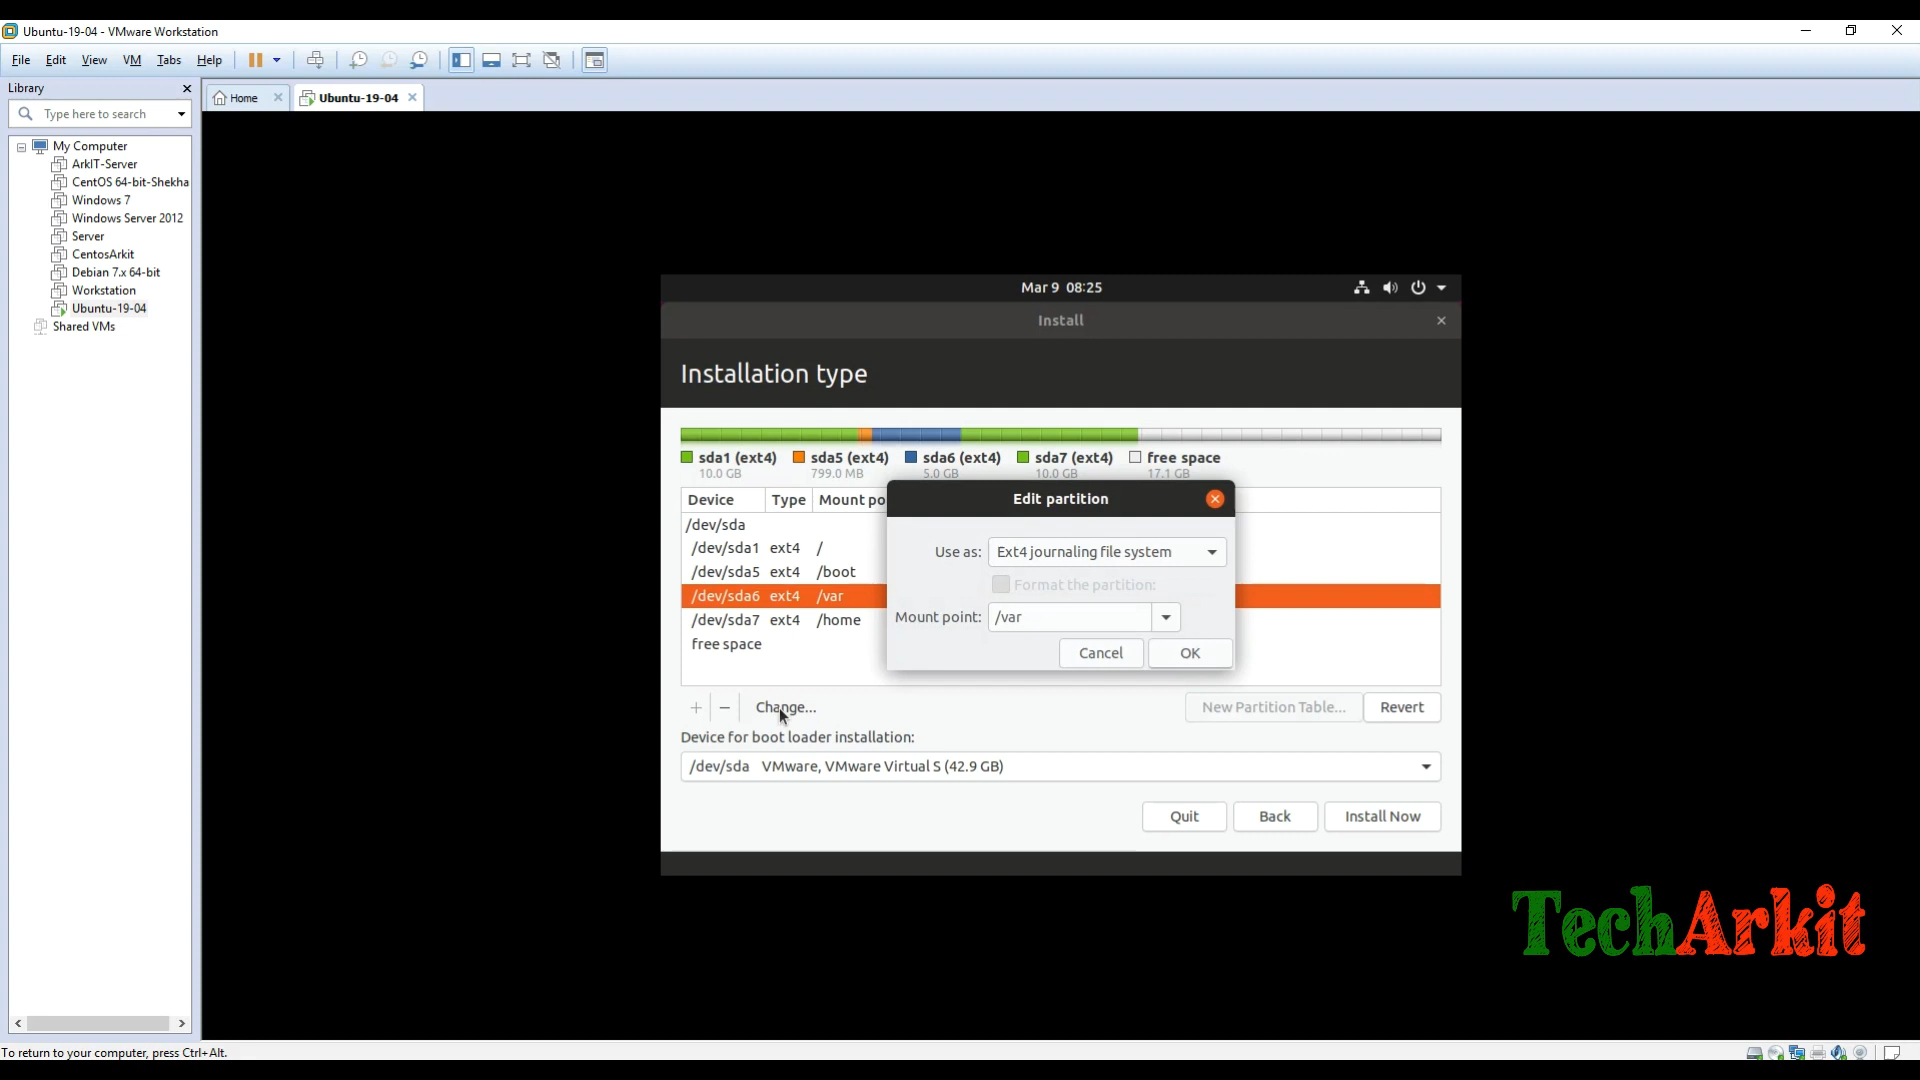 Ubuntu-19-04 - VMware Workstation
File Edit View VM Tabs Help
Library
Type here to search
Home
Ubuntu-19-04
My Computer
ArkIT-Server
CentOS 64-bit-Shekha
Windows 7
Windows Server 2012
Server
CentosArkit
Debian 7.x 64-bit
Workstation
Ubuntu-19-04
Shared VMs
Mar 9 08:25
Install
Installation type
sda1 (ext4) sda5 (ext4) sda6 (ext4) sda7 (ext4) free space
10.0 GB 799.0 MB 5.0 GB 10.0 GB 17.1 GB
Device Type Mount po
/dev/sda
/dev/sda1 ext4 /
/dev/sda5 ext4 /boot
/dev/sda6 ext4 /var
/dev/sda7 ext4 /home
free space
Edit partition
Use as: Ext4 journaling file system
Format the partition:
Mount point: /var
Cancel OK
+ − Change... New Partition Table... Revert
Device for boot loader installation:
/dev/sda VMware, VMware Virtual S (42.9 GB)
Quit Back Install Now
TechArkit
To return to your computer, press Ctrl+Alt.